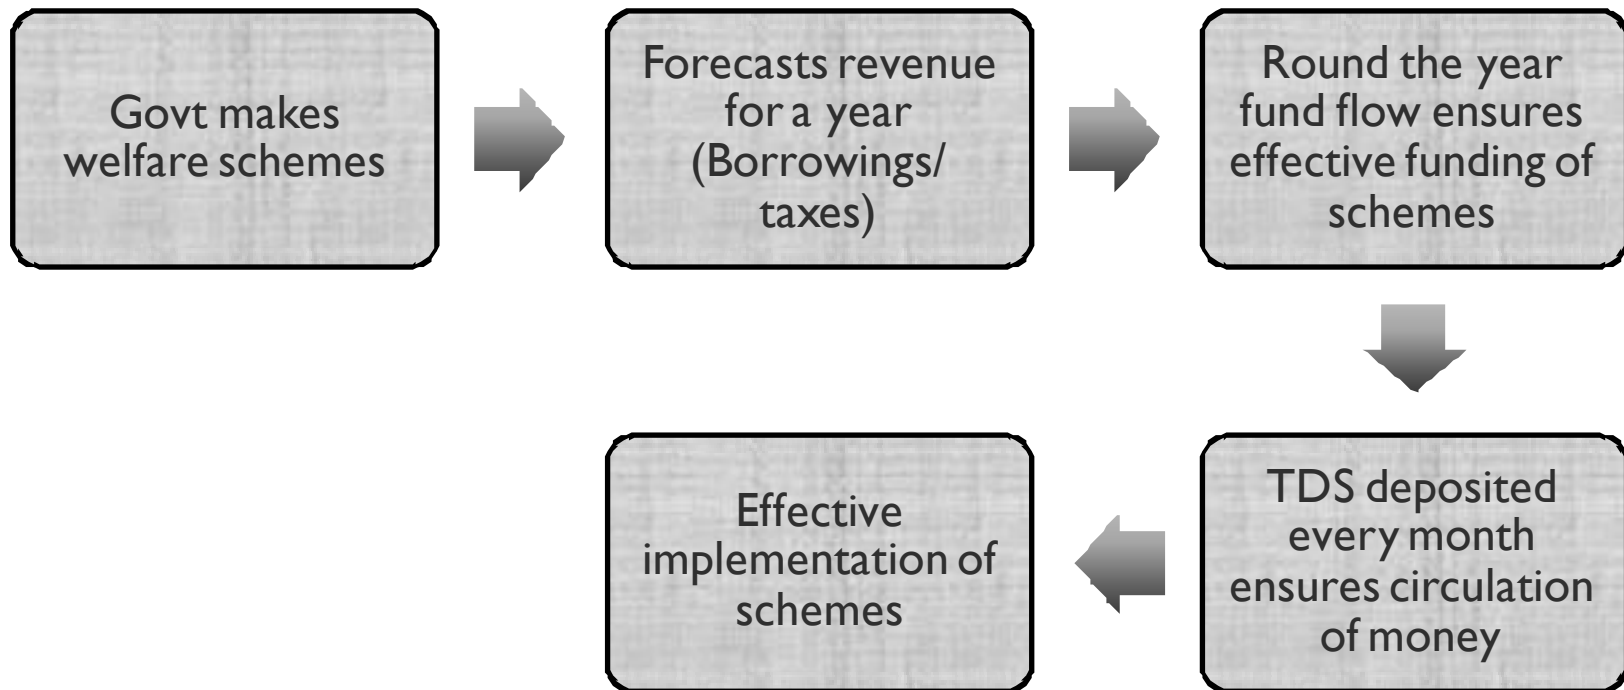 Govt makes
welfare schemes
Forecasts revenue
for a year
(Borrowings/
taxes)
Round the year
fund flow ensures
effective funding of
schemes
TDS deposited
every month
ensures circulation
of money
Effective
implementation of
schemes